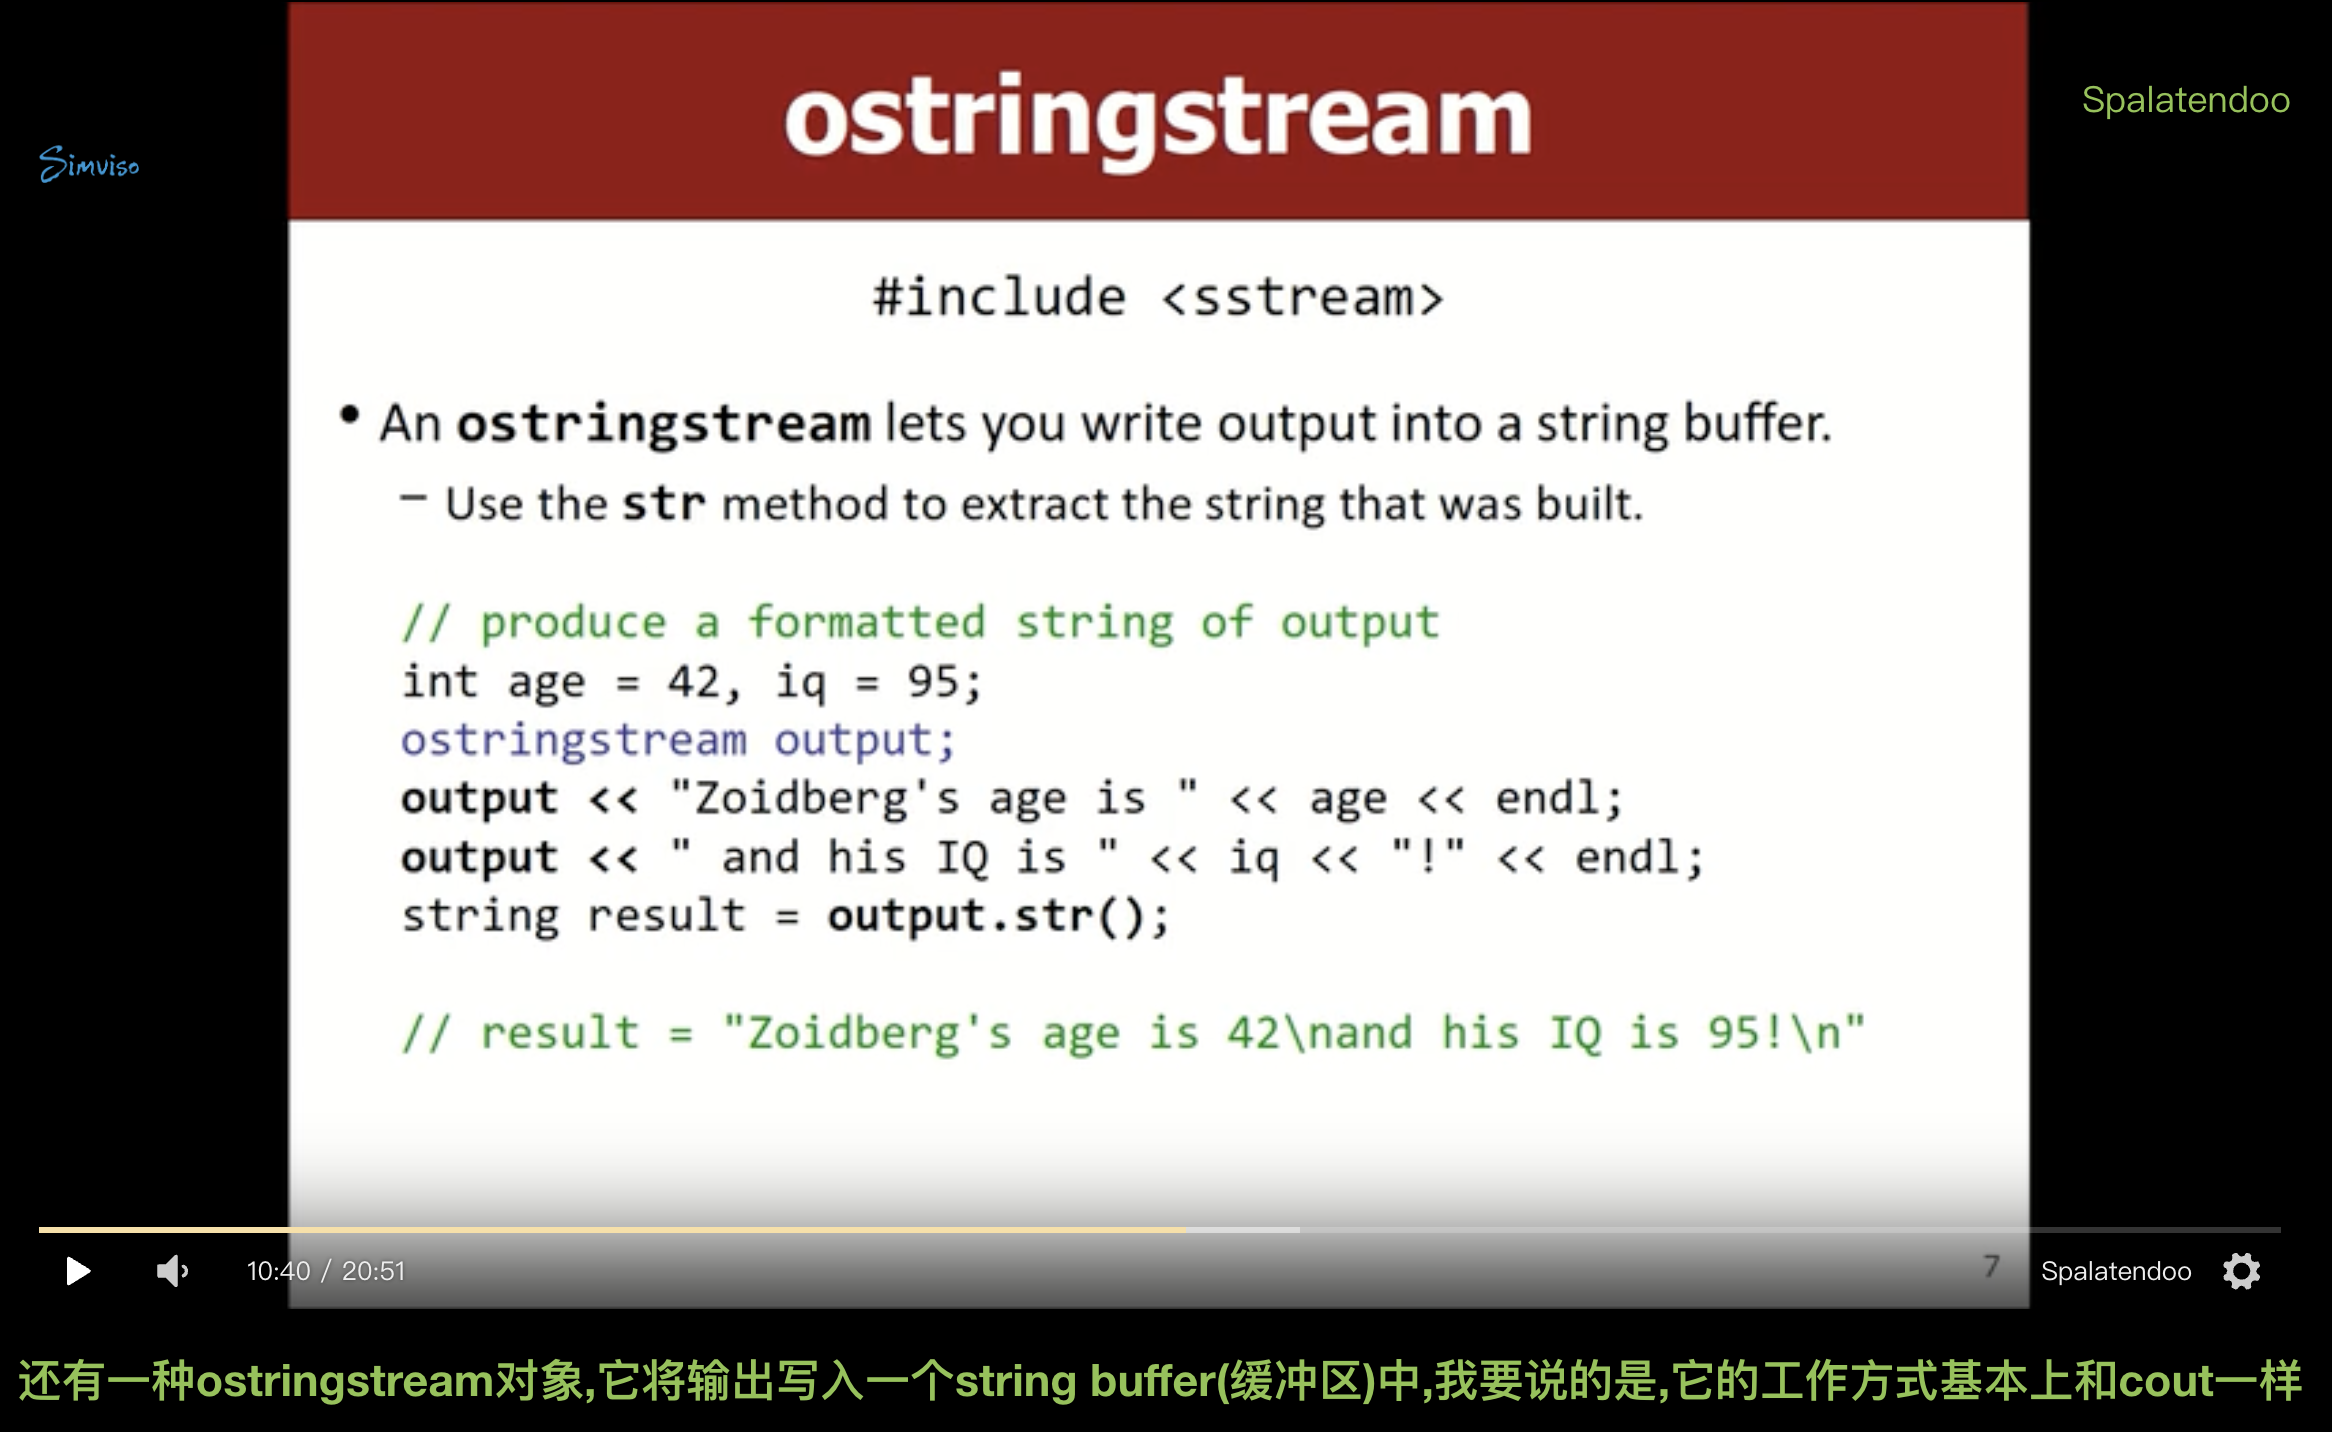 ostringstream
Spalatendoo
Simviso
#include <sstream>
• An ostringstream lets you write output into a string buffer.
– Use the str method to extract the string that was built.
// produce a formatted string of output
int age = 42, iq = 95;
ostringstream output;
output << "Zoidberg's age is " << age << endl;
output << " and his IQ is " << iq << "!" << endl;
string result = output.str();
// result = "Zoidberg's age is 42\nand his IQ is 95!\n"
10:40 / 20:51
7
Spalatendoo
还有一种ostringstream对象,它将输出写入一个string buffer(缓冲区)中,我要说的是,它的工作方式基本上和cout一样